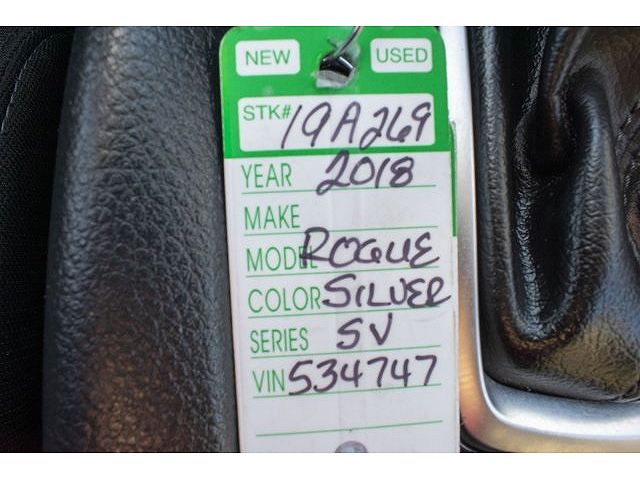 NEW USED
STK# 19A269
YEAR 2018
MAKE
MODEL ROGUE
COLOR SILVER
SERIES SV
VIN 534747